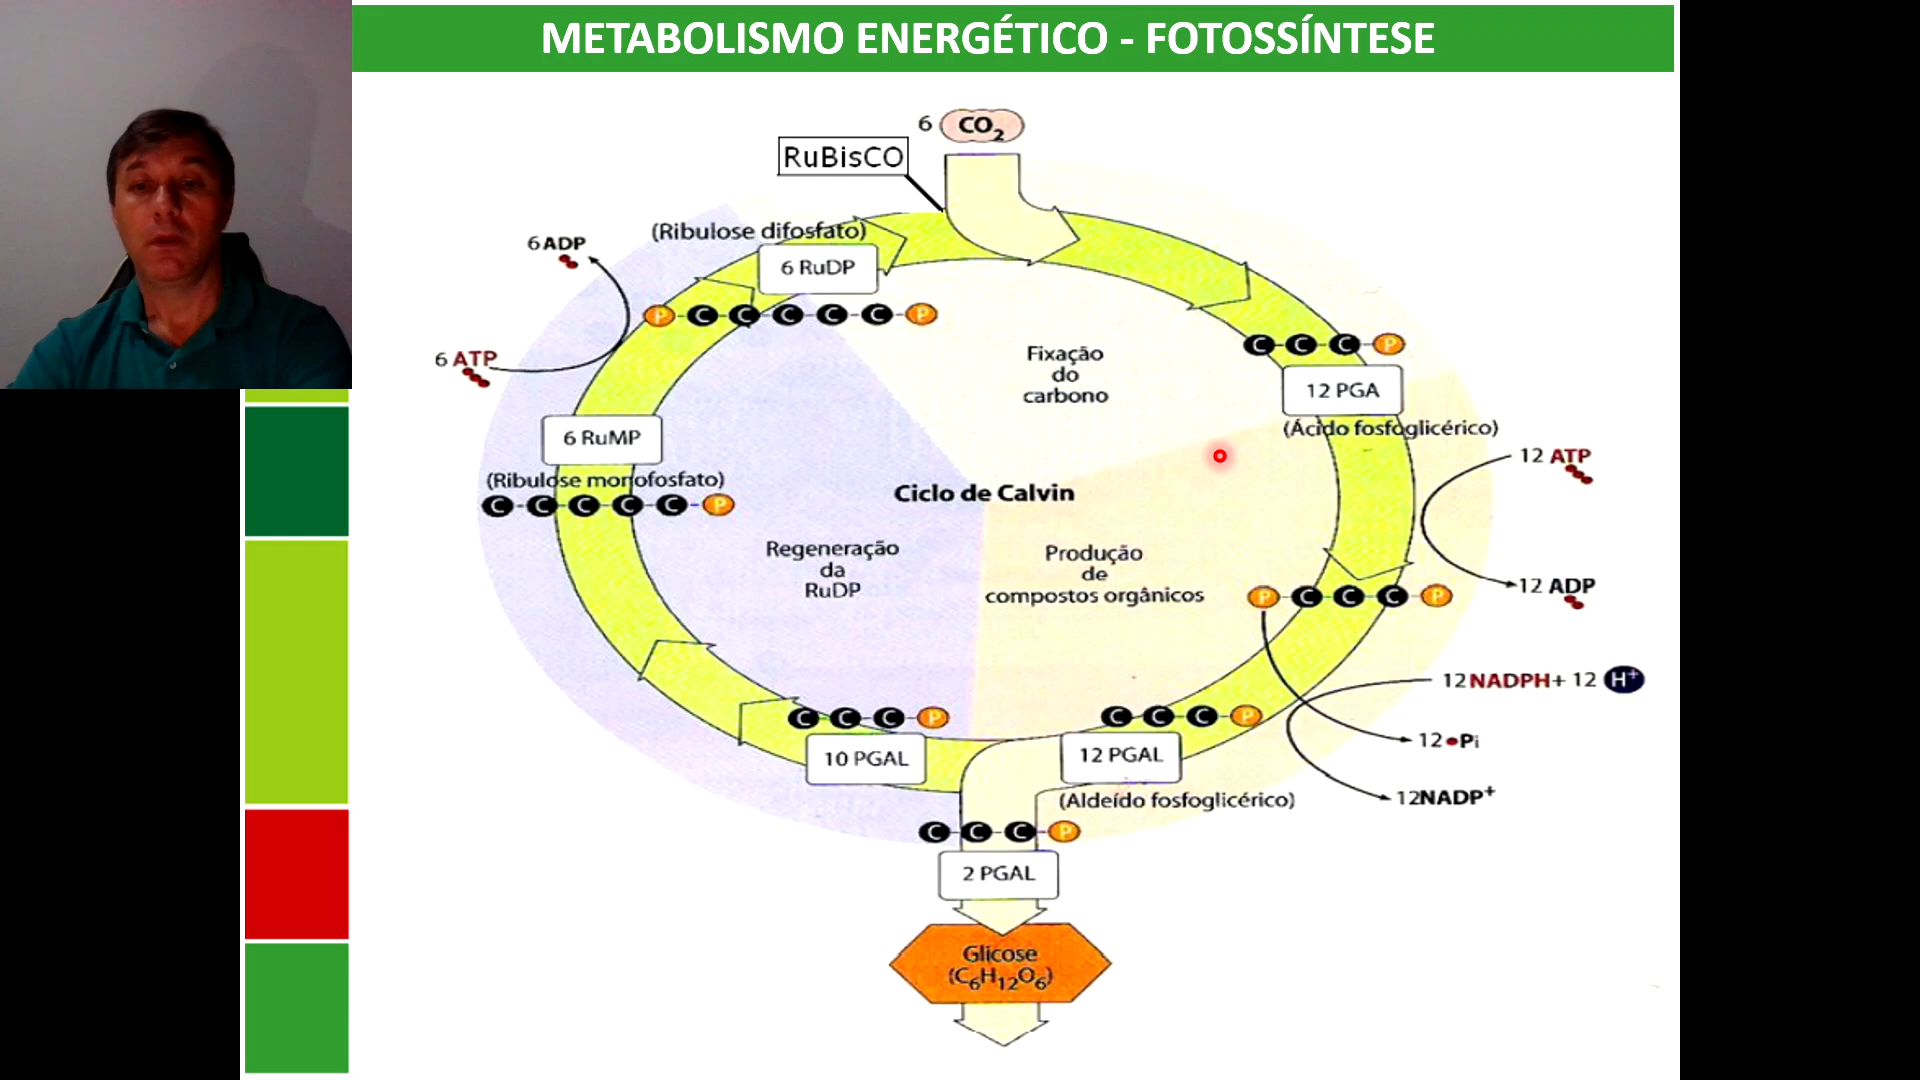 METABOLISMO ENERGÉTICO - FOTOSSÍNTESE
6 CO2
RuBisCO
(Ribulose difosfato)
6 ADP
6 RuDP
P-C-C-C-C-C-P
6 ATP
Fixação
do
carbono
C-C-C-P
12 PGA
(Ácido fosfoglicérico)
6 RuMP
(Ribulose monofosfato)
C-C-C-C-C-P
12 ATP
Ciclo de Calvin
Regeneração
da
RuDP
Produção
de
compostos orgânicos
12 ADP
P-C-C-C-P
12 NADPH + 12 H+
C-C-C-P
C-C-C-P
12 •Pi
10 PGAL
12 PGAL
12 NADP+
(Aldeído fosfoglicérico)
C-C-C-P
2 PGAL
Glicose
(C6H12O6)